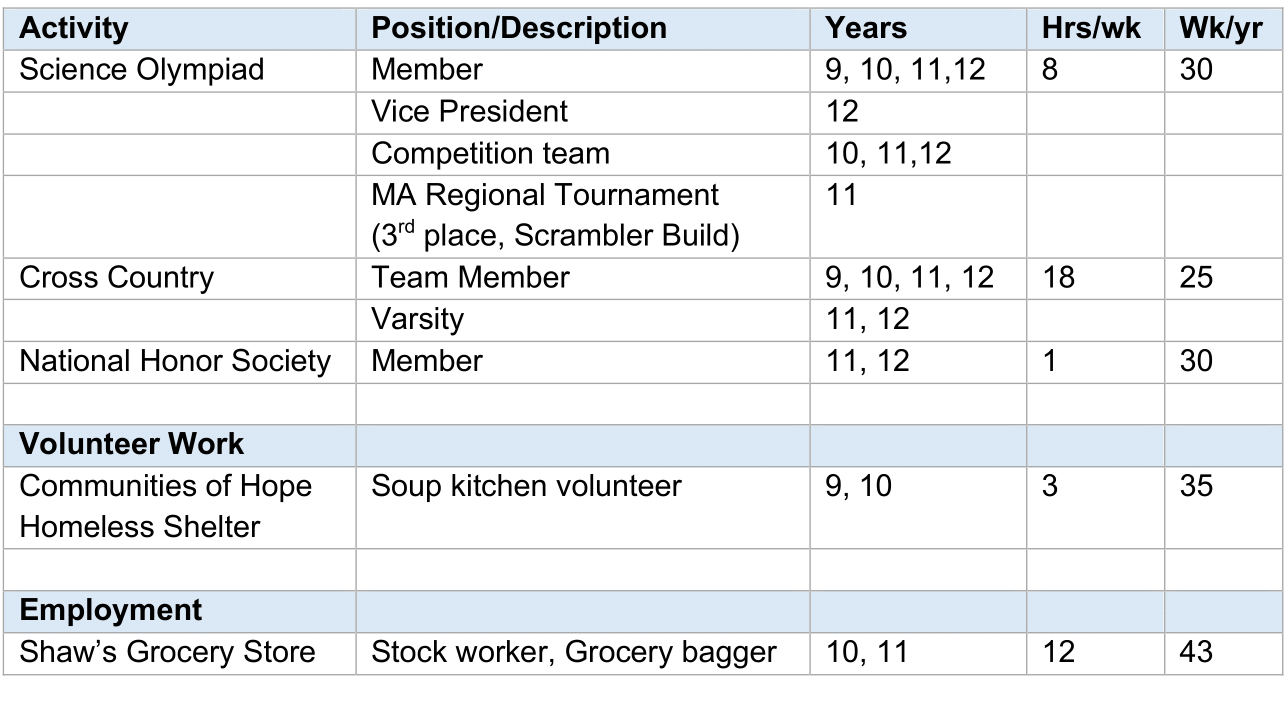 Activity Position/Description Years Hrs/wk Wk/yr
Science Olympiad Member 9, 10, 11,12 8 30
Vice President 12
Competition team 10, 11,12
MA Regional Tournament 11
(3rd place, Scrambler Build)
Cross Country Team Member 9, 10, 11, 12 18 25
Varsity 11, 12
National Honor Society Member 11, 12 1 30
Volunteer Work
Communities of Hope Soup kitchen volunteer 9, 10 3 35
Homeless Shelter
Employment
Shaw’s Grocery Store Stock worker, Grocery bagger 10, 11 12 43